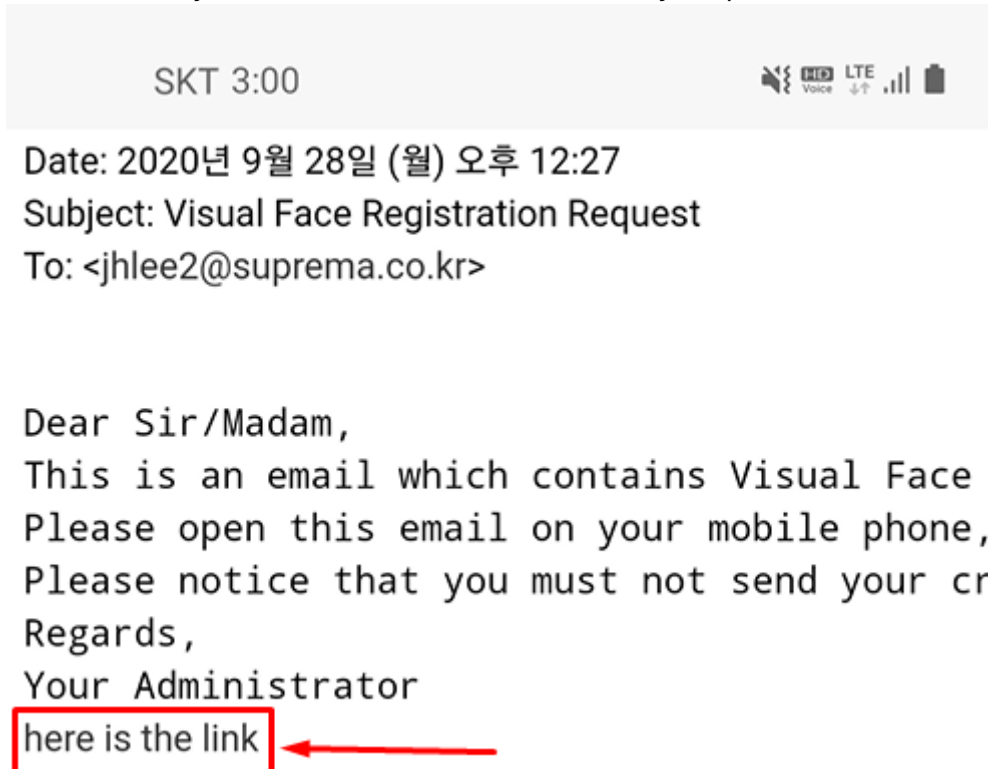 SKT 3:00 HD Voice LTE
Date: 2020년 9월 28일 (월) 오후 12:27
Subject: Visual Face Registration Request
To: <jhlee2@suprema.co.kr>
Dear Sir/Madam,
This is an email which contains Visual Face
Please open this email on your mobile phone,
Please notice that you must not send your cr
Regards,
Your Administrator
here is the link